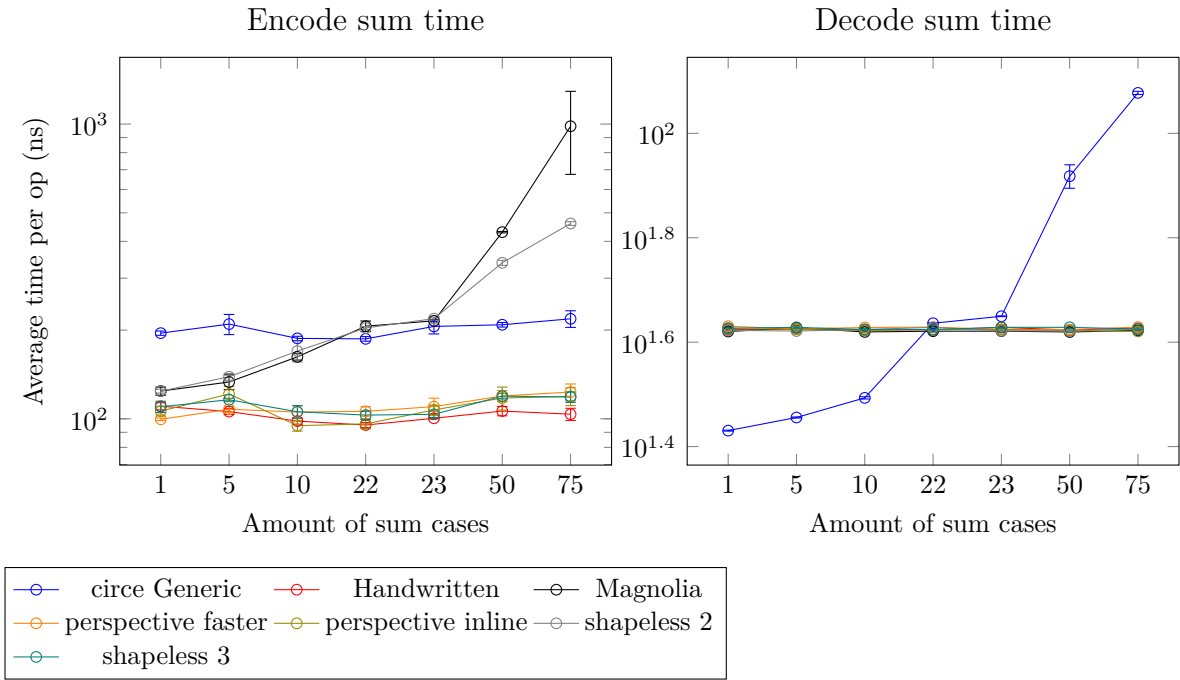 Encode sum time
Decode sum time
Average time per op (ns)
10^3
10^2
1 5 10 22 23 50 75
Amount of sum cases
10^2
10^1.8
10^1.6
10^1.4
1 5 10 22 23 50 75
Amount of sum cases
circe Generic Handwritten Magnolia
perspective faster perspective inline shapeless 2
shapeless 3